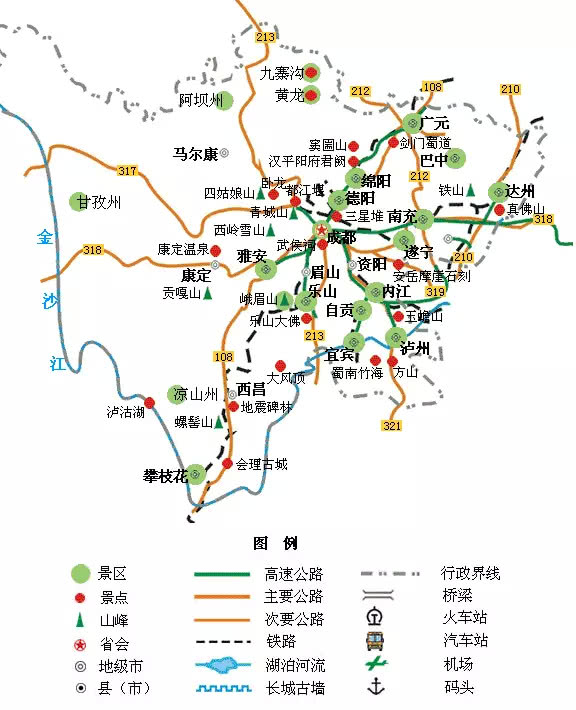 213
九寨沟
黄龙
阿坝州
212
108
210
广元
窦圌山
剑门蜀道
汉平阳府君阙
巴中
马尔康
317
卧龙
绵阳
212
四姑娘山
都江堰
德阳
铁山
达州
甘孜州
青城山
三星堆
南充
真佛山
318
西岭雪山
成都
武侯祠
遂宁
210
金
沙
江
318
康定温泉
雅安
康定
眉山
资阳
安岳摩崖石刻
贡嘎山
峨眉山
乐山
内江
319
自贡
玉蟾山
乐山大佛
213
108
宜宾
泸州
大风顶
蜀南竹海
方山
凉山州
西昌
泸沽湖
地震碑林
螺髻山
321
会理古城
攀枝花
图 例
景区
高速公路
行政界线
景点
主要公路
桥梁
山峰
次要公路
火车站
省会
铁路
汽车站
地级市
湖泊河流
机场
县（市）
长城古墙
码头